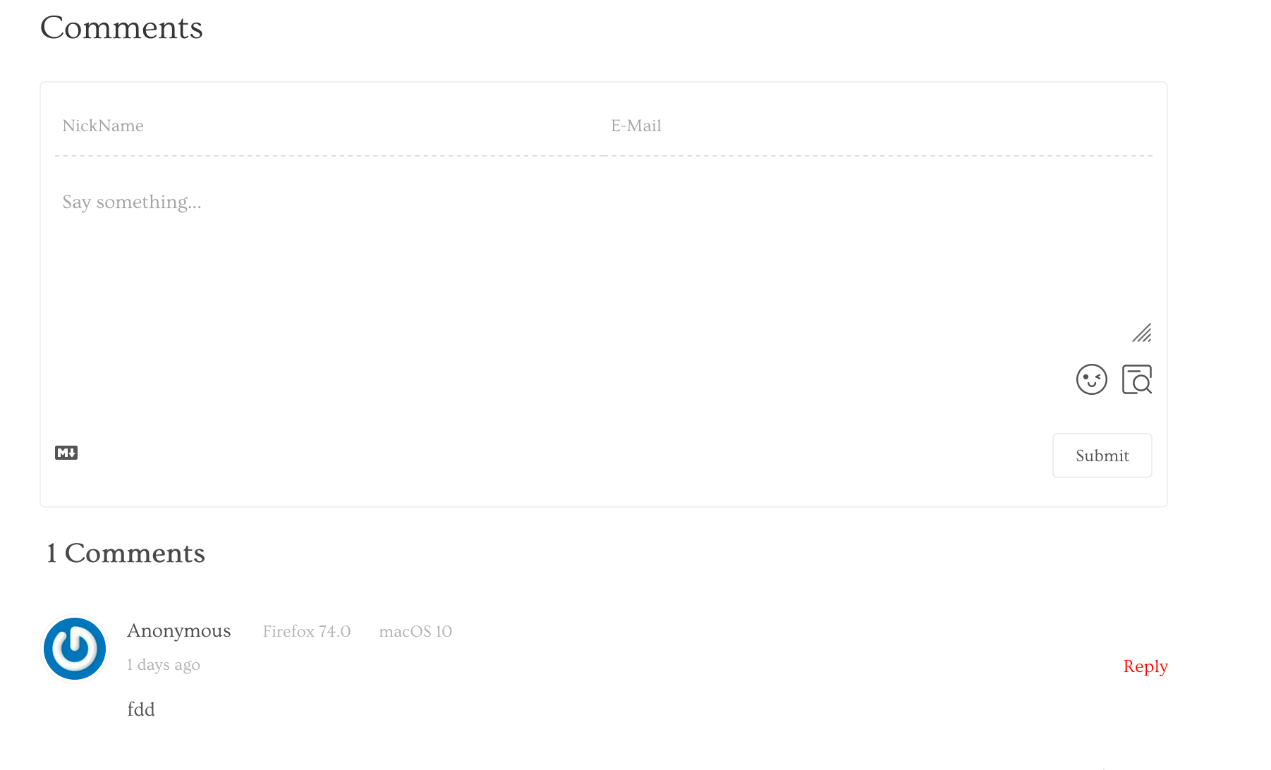 Comments
NickName E-Mail
Say something...
M
Submit
1 Comments
Anonymous Firefox 74.0 macOS 10
1 days ago
Reply
fdd